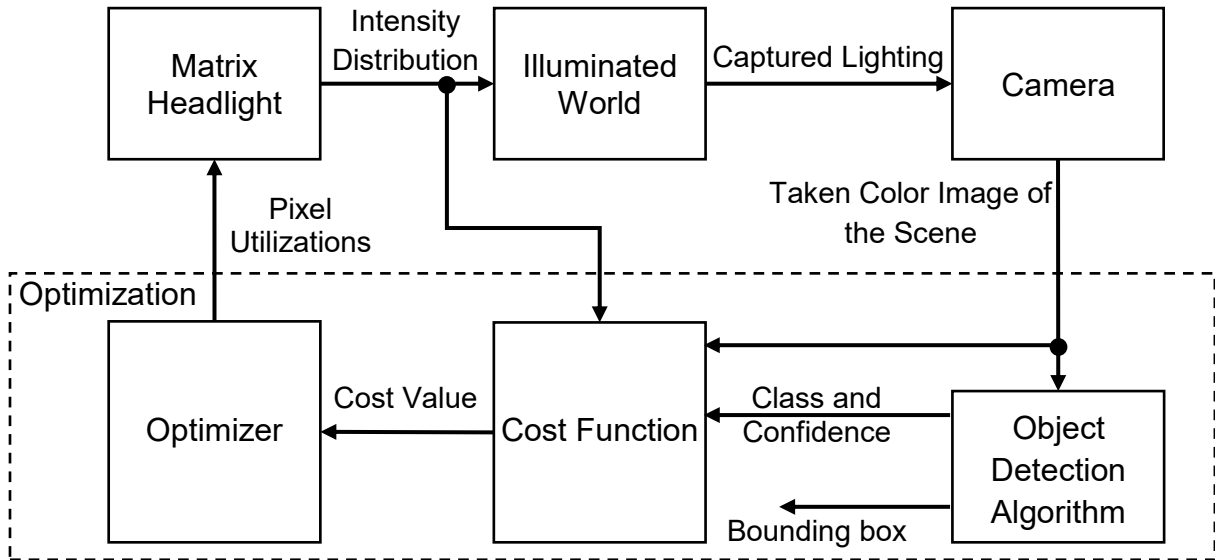 Intensity
Distribution
Matrix
Headlight
Illuminated
World
Captured Lighting
Camera
Taken Color Image of
the Scene
Pixel
Utilizations
Optimization
Optimizer
Cost Value
Cost Function
Class and
Confidence
Object
Detection
Algorithm
Bounding box